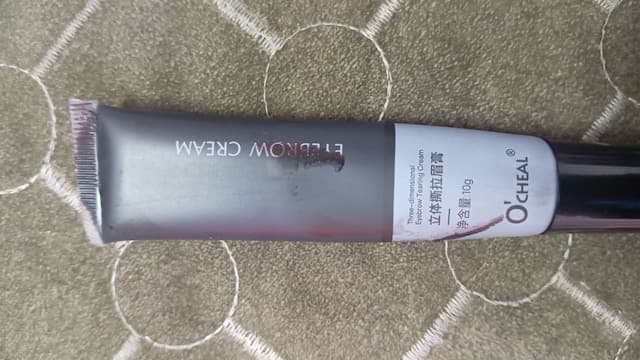 EYEBROW CREAM
Three-dimensional
Eyebrow Tearing Cream
立体撕拉眉膏
净含量:10g
O'CHEAL®